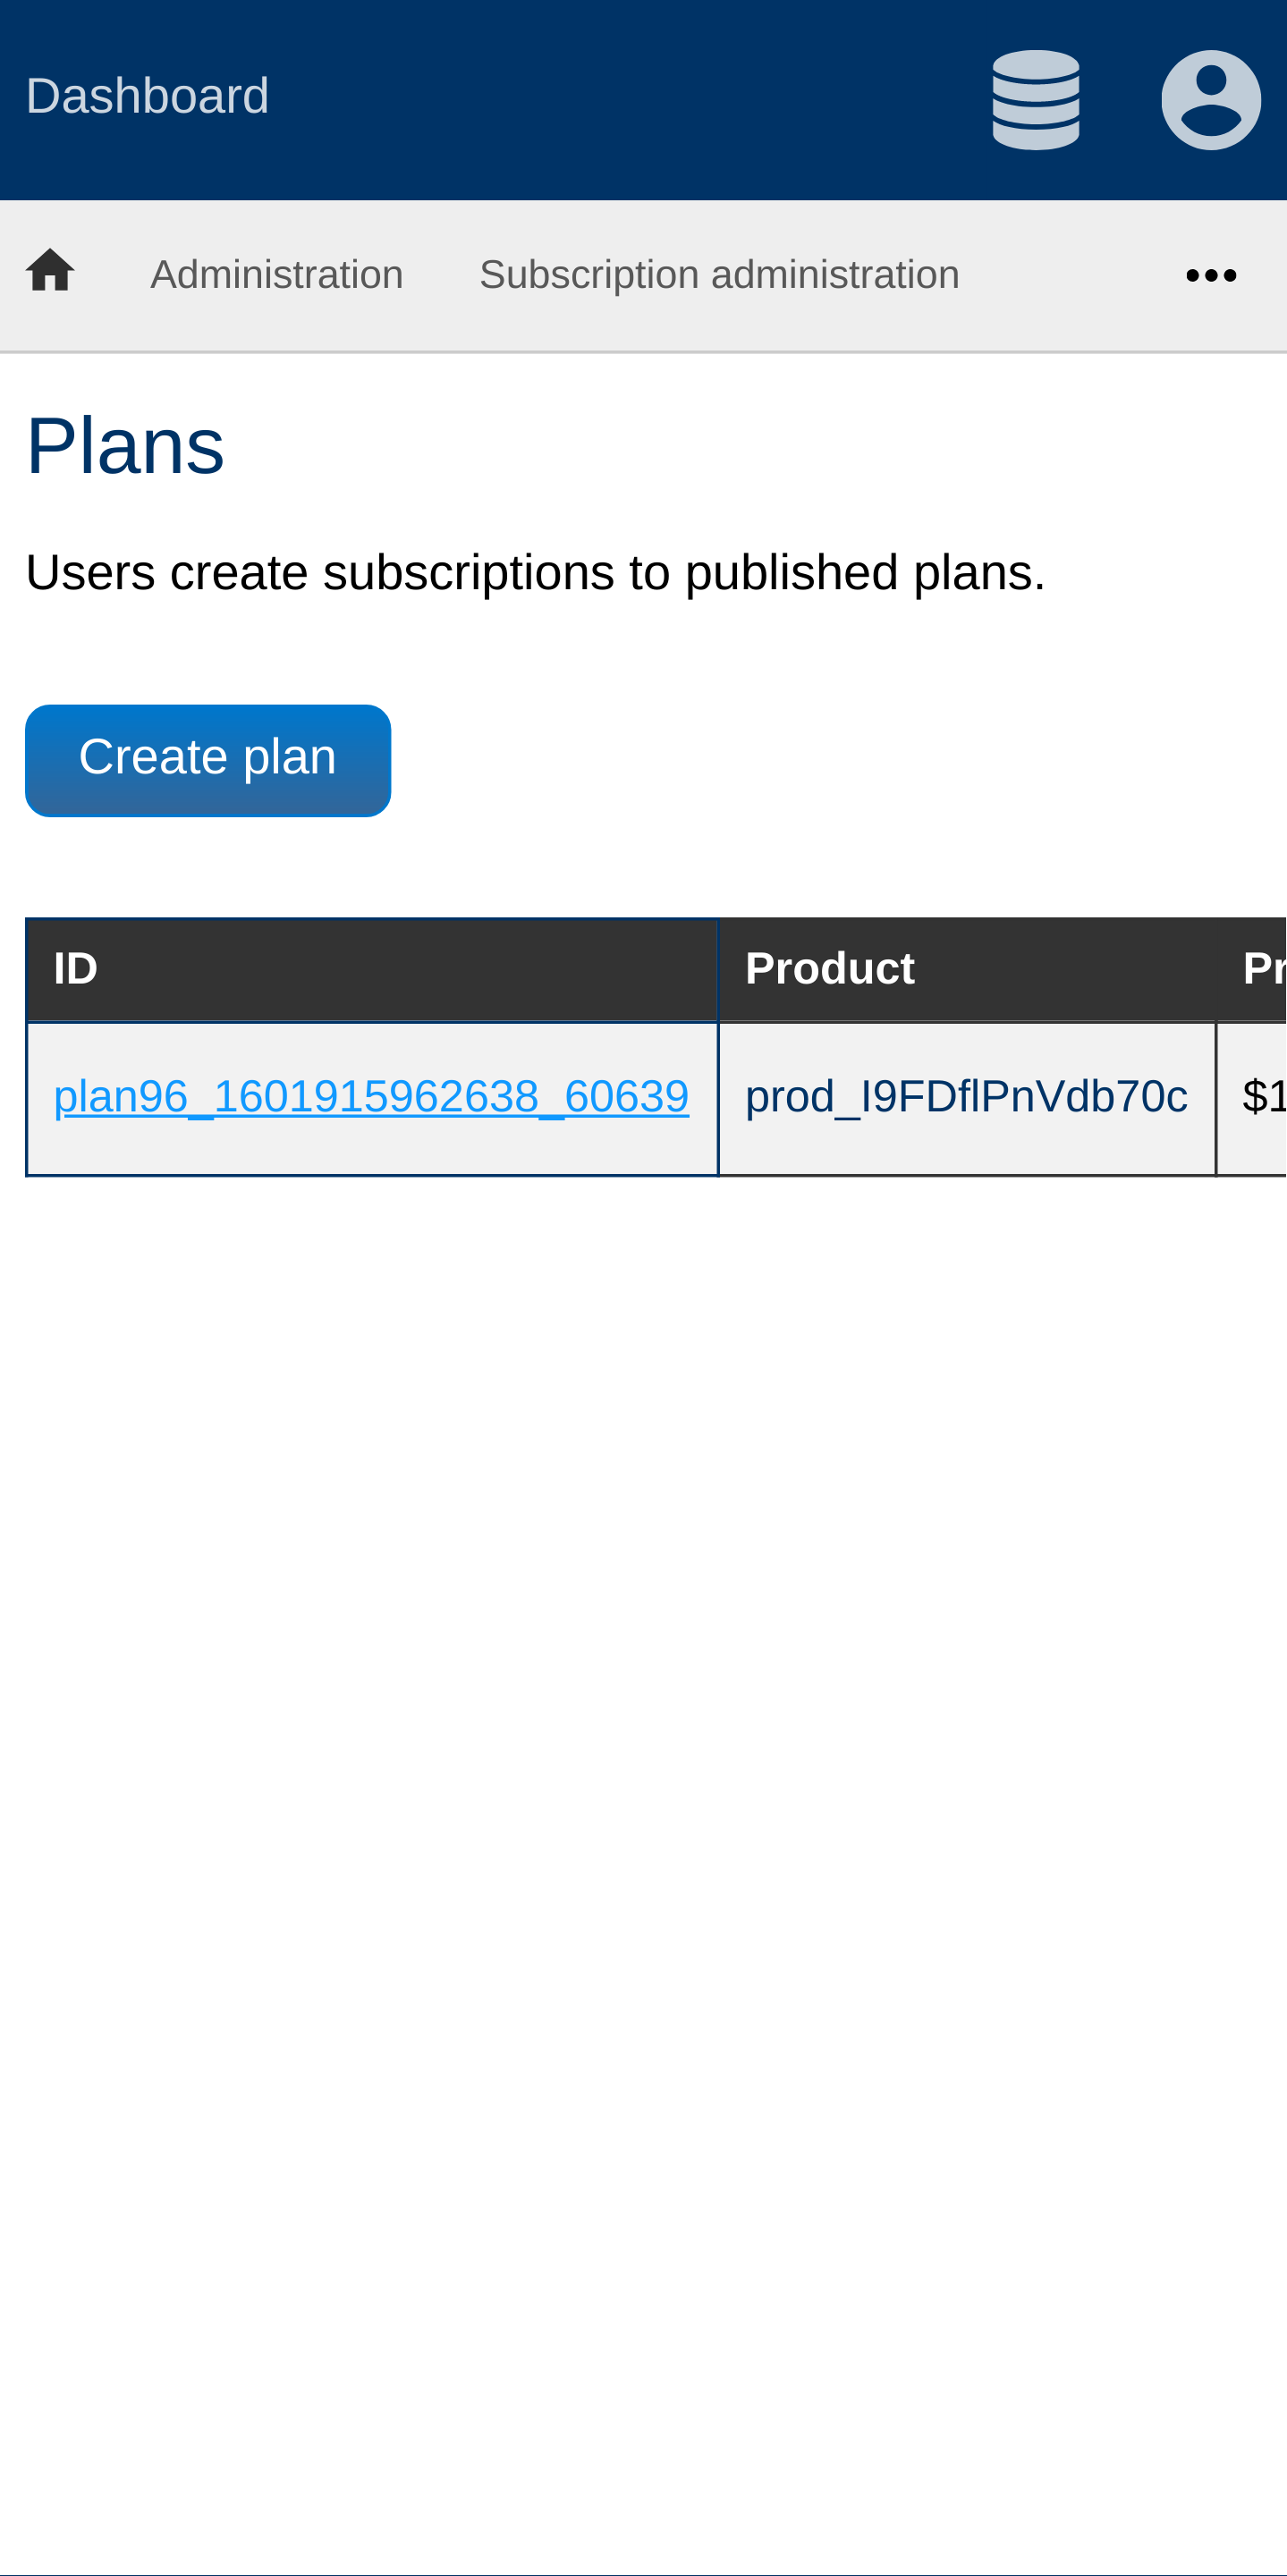 Dashboard
Administration Subscription administration
Plans
Users create subscriptions to published plans.
Create plan
ID Product Pr
plan96_1601915962638_60639 prod_I9FDflPnVdb70c $1